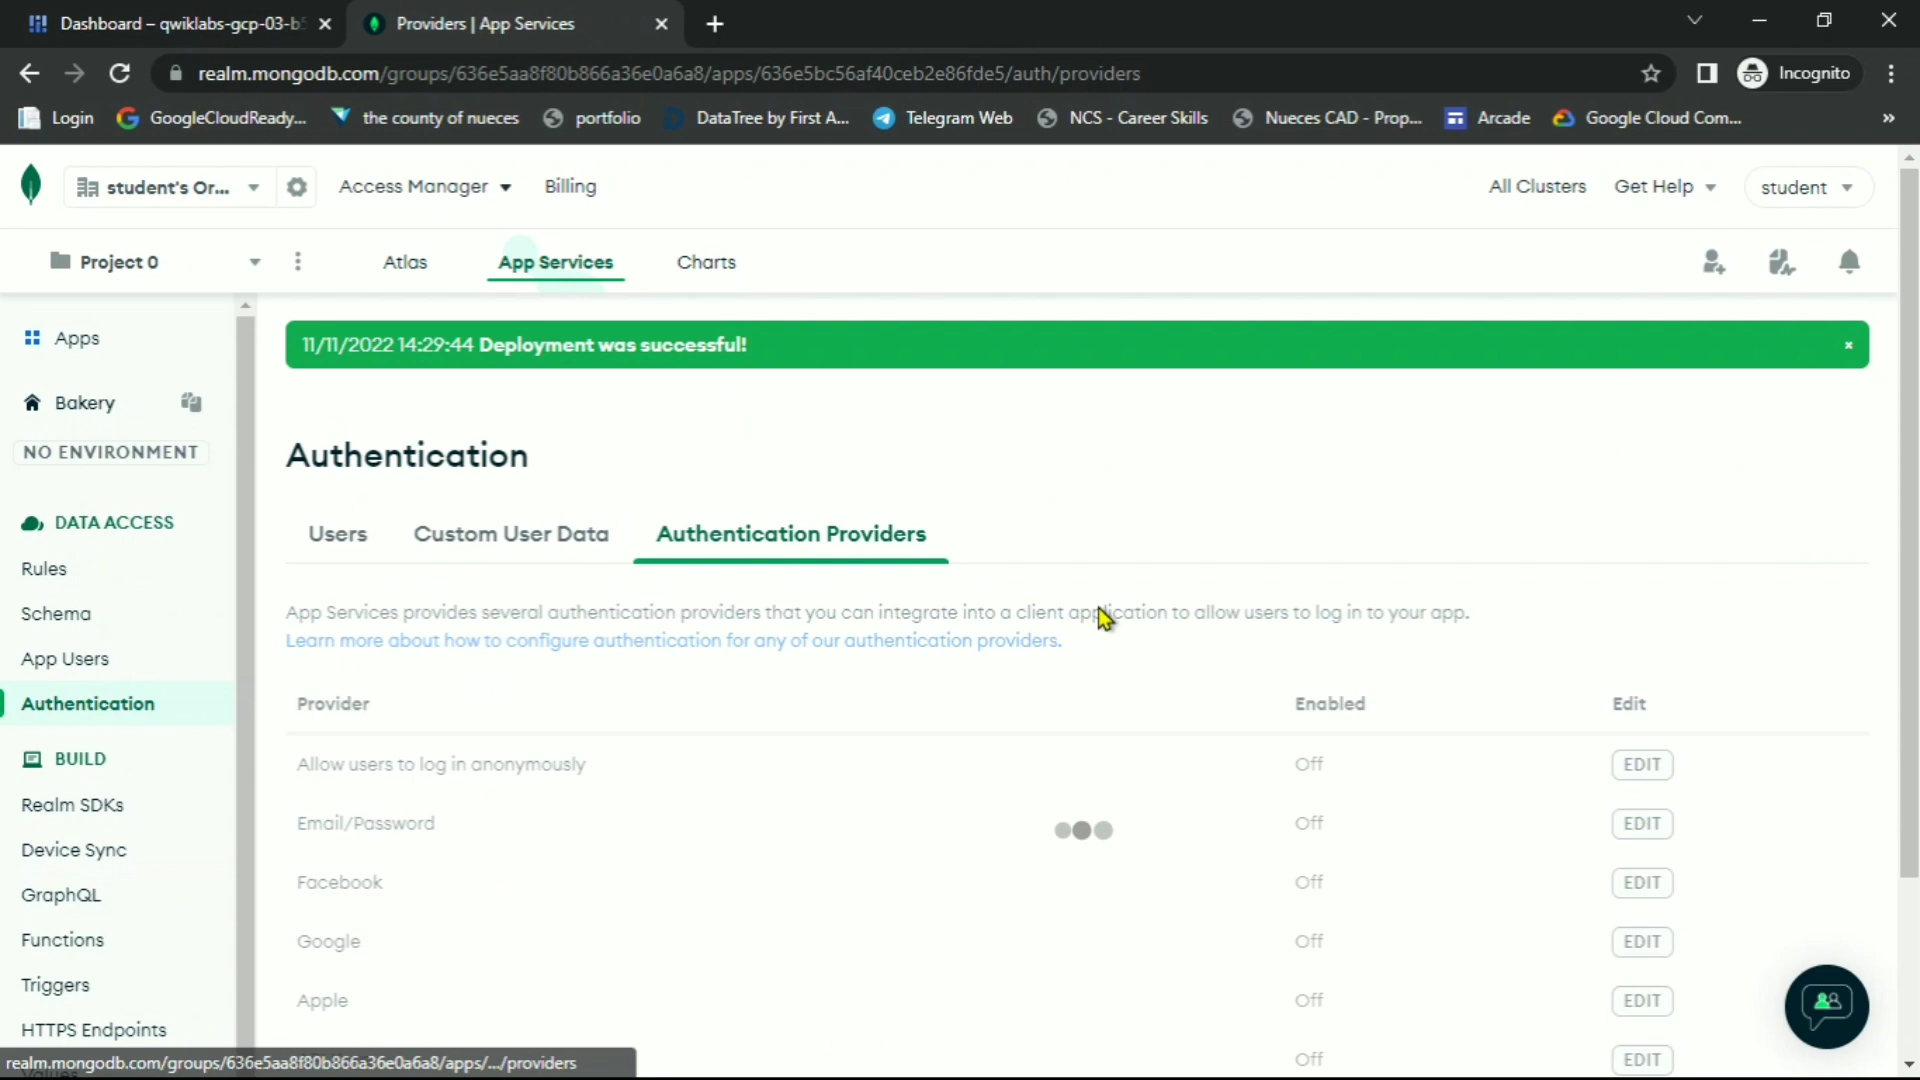 Dashboard – qwiklabs-gcp-03-b5
Providers | App Services
realm.mongodb.com/groups/636e5aa8f80b866a36e0a6a8/apps/636e5bc56af40ceb2e86fde5/auth/providers
Incognito
Login
GoogleCloudReady...
the county of nueces
portfolio
DataTree by First A...
Telegram Web
NCS - Career Skills
Nueces CAD - Prop...
Arcade
Google Cloud Com...
»
student's Or...
Access Manager
Billing
All Clusters
Get Help
student
Project 0
Atlas
App Services
Charts
Apps
Bakery
NO ENVIRONMENT
DATA ACCESS
Rules
Schema
App Users
Authentication
BUILD
Realm SDKs
Device Sync
GraphQL
Functions
Triggers
HTTPS Endpoints
11/11/2022 14:29:44 Deployment was successful!
Authentication
Users
Custom User Data
Authentication Providers
App Services provides several authentication providers that you can integrate into a client application to allow users to log in to your app.
Learn more about how to configure authentication for any of our authentication providers.
Provider Enabled Edit
Allow users to log in anonymously Off EDIT
Email/Password Off EDIT
Facebook Off EDIT
Google Off EDIT
Apple Off EDIT
Off EDIT
realm.mongodb.com/groups/636e5aa8f80b866a36e0a6a8/apps/.../providers